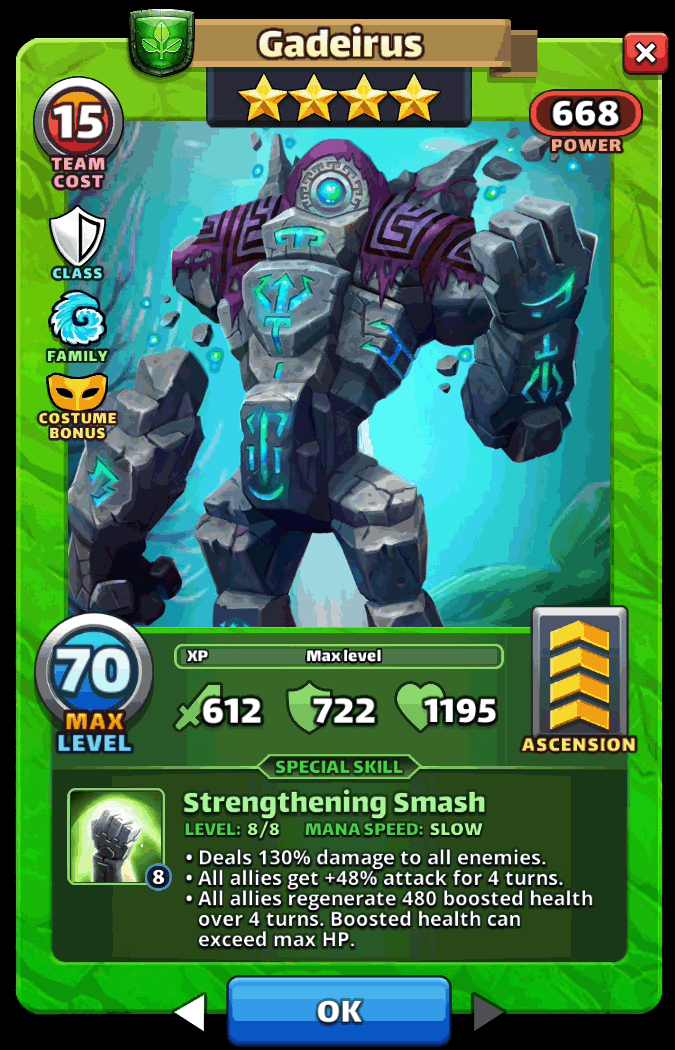 Gadeirus
15
TEAM
COST
668
POWER
CLASS
FAMILY
COSTUME
BONUS
70
MAX
LEVEL
XP Max level
612 722 1195
ASCENSION
SPECIAL SKILL
Strengthening Smash
LEVEL: 8/8 MANA SPEED: SLOW
8
• Deals 130% damage to all enemies.
• All allies get +48% attack for 4 turns.
• All allies regenerate 480 boosted health
over 4 turns. Boosted health can
exceed max HP.
OK